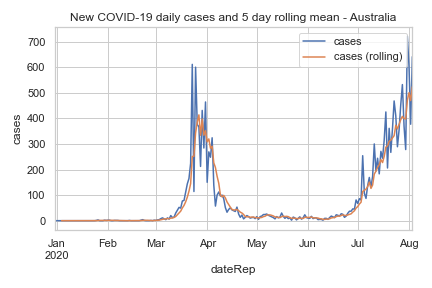 New COVID-19 daily cases and 5 day rolling mean - Australia
cases
cases (rolling)
cases
700
600
500
400
300
200
100
0
Jan Feb Mar Apr May Jun Jul Aug
2020
dateRep